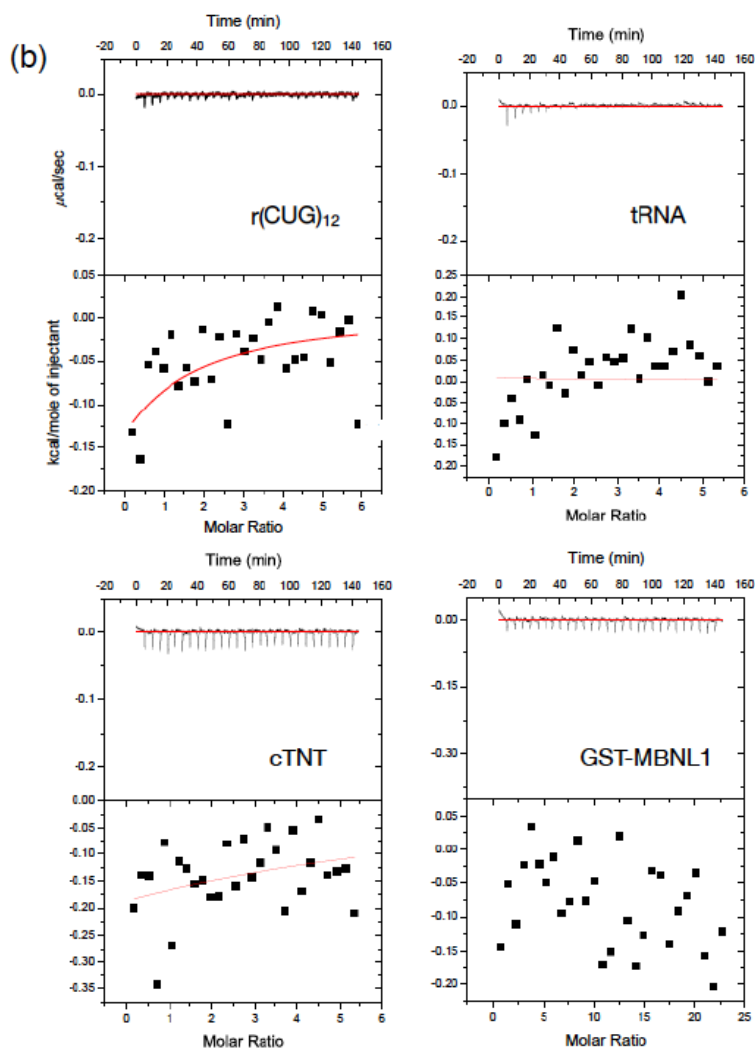 (b)
Time (min)
-20 0 20 40 60 80 100 120 140 160
0.0
-0.1
-0.2
µcal/sec
r(CUG)12
0.05
0.00
-0.05
-0.10
-0.15
-0.20
kcal/mole of injectant
0 1 2 3 4 5 6
Molar Ratio
Time (min)
-20 0 20 40 60 80 100 120 140 160
0.0
-0.1
-0.2
tRNA
0.25
0.20
0.15
0.10
0.05
0.00
0.05
0.10
0.15
0.20
0 1 2 3 4 5 6
Molar Ratio
Time (min)
-20 0 20 40 60 80 100 120 140 160
0.0
-0.1
-0.2
cTNT
0.00
-0.05
-0.10
-0.15
-0.20
-0.25
-0.30
-0.35
0 1 2 3 4 5 6
Molar Ratio
Time (min)
-20 0 20 40 60 80 100 120 140 160
0.00
-0.15
-0.30
GST-MBNL1
0.05
0.00
-0.05
-0.10
-0.15
-0.20
0 5 10 15 20 25
Molar Ratio